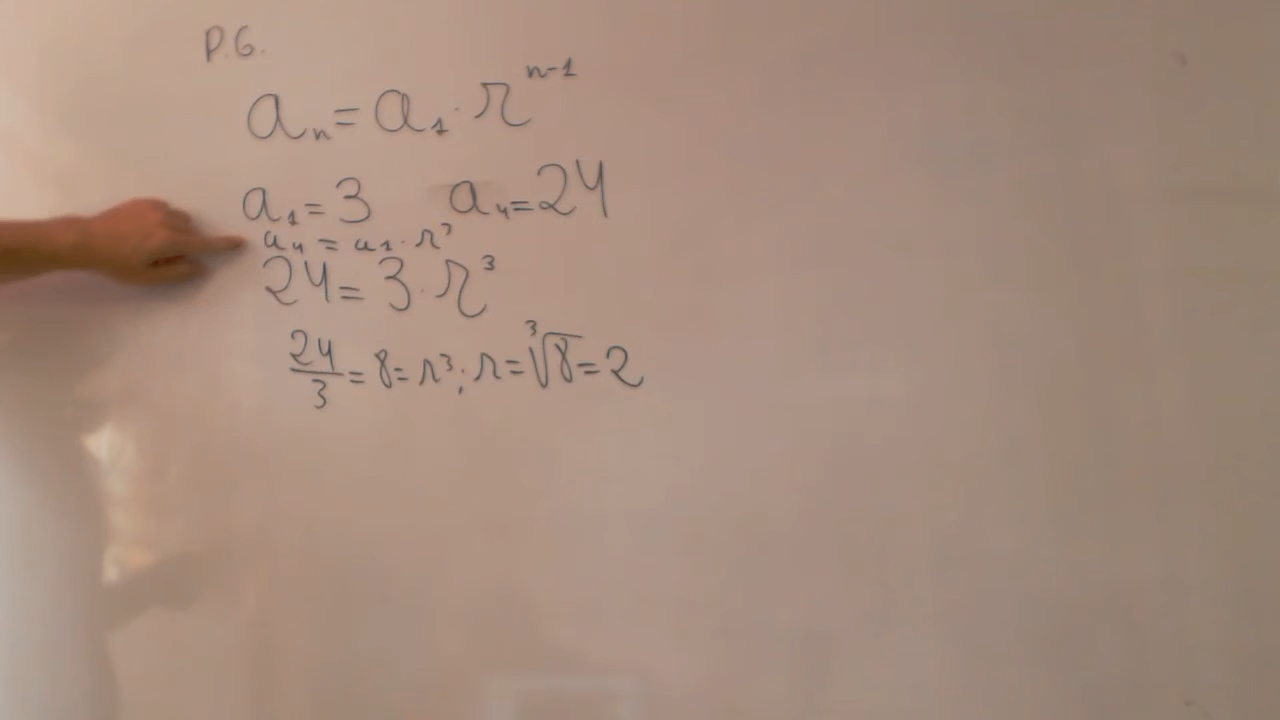 P.G.
aₙ = a₁ · r^(n-1)
a₁ = 3 a₄ = 24
a₄ = a₁ · r³
24 = 3 · r³
24/3 = 8 = r³; r = ³√8 = 2